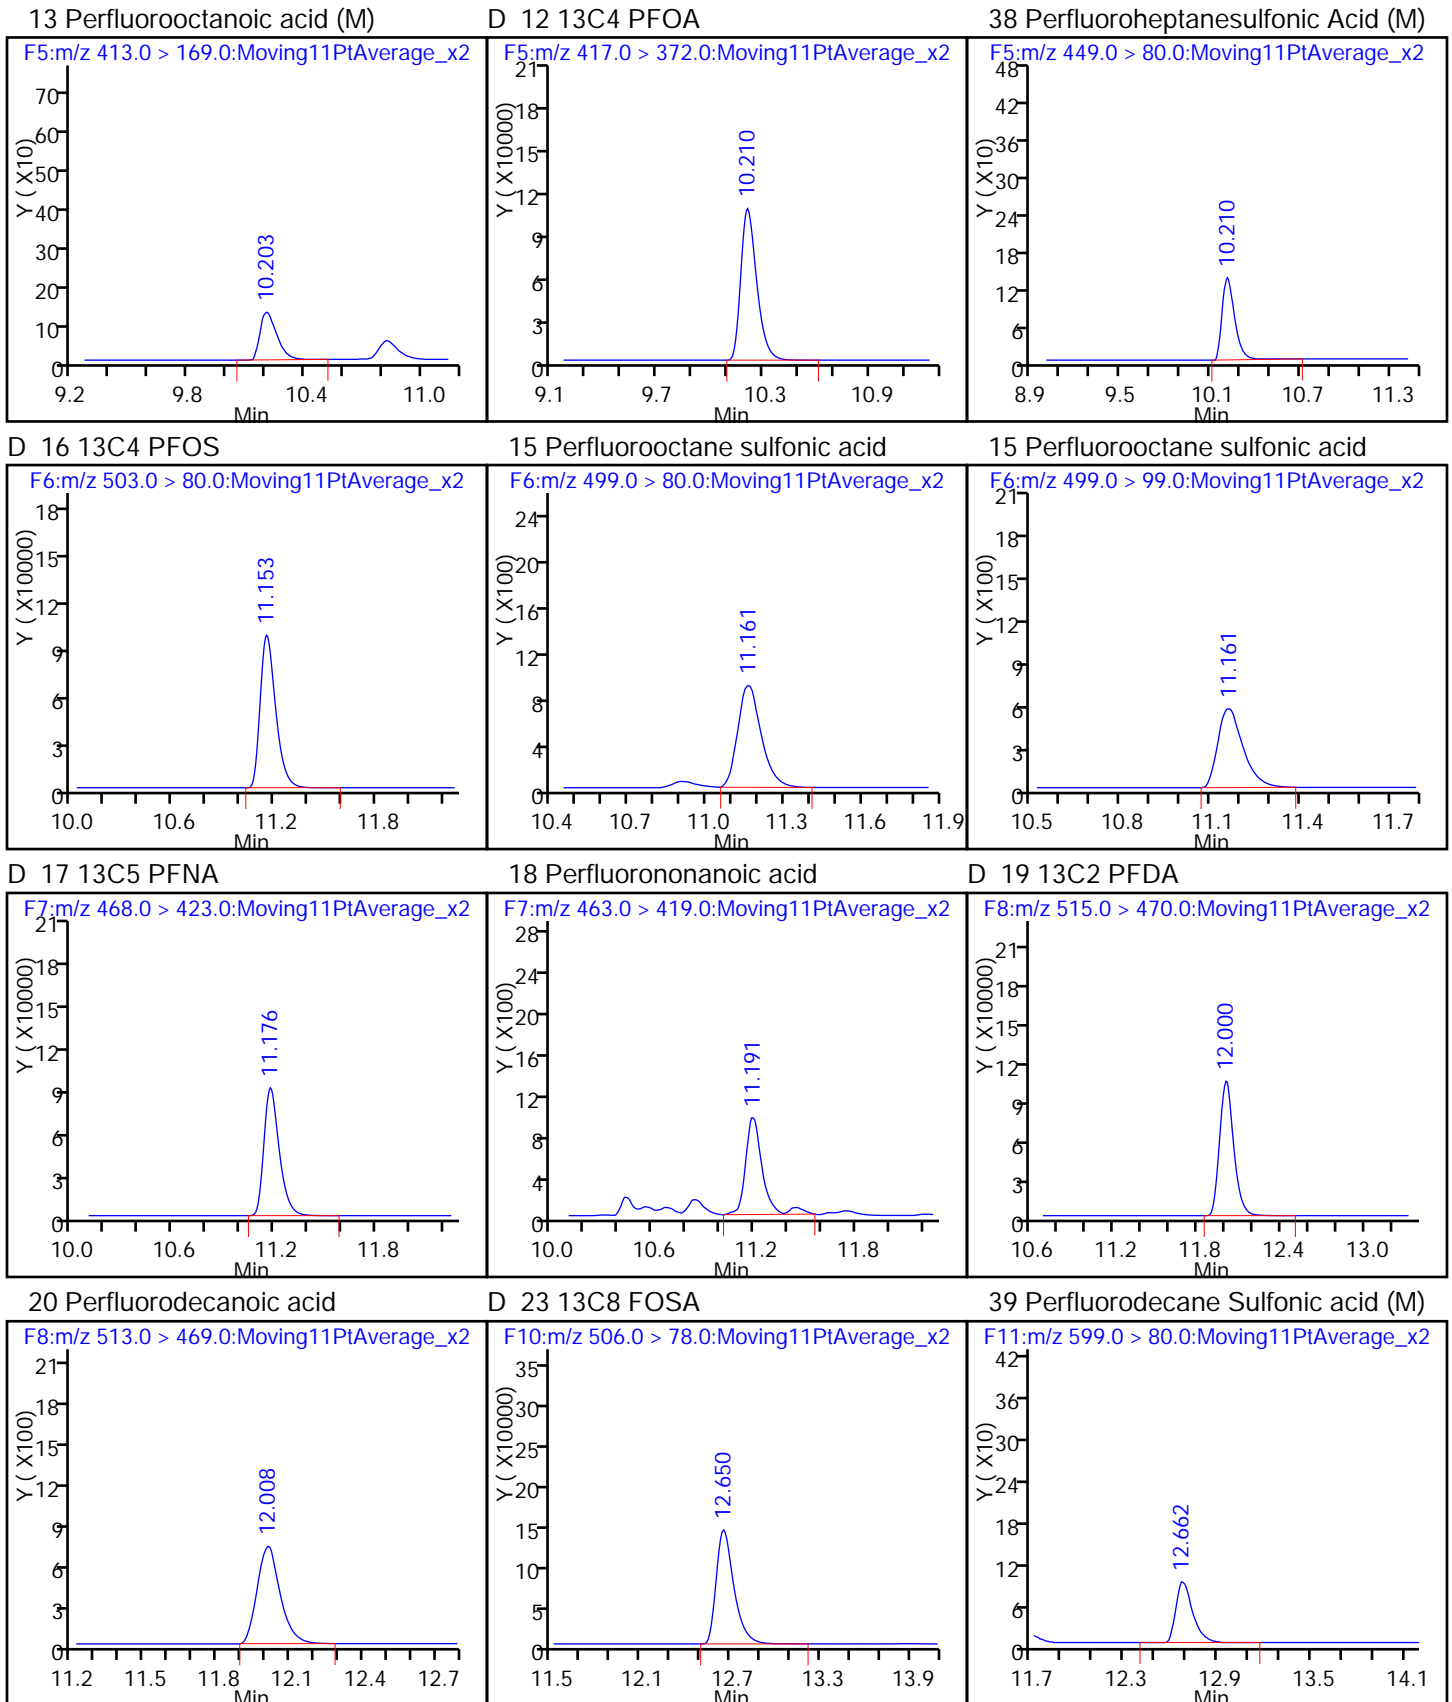 13 Perfluorooctanoic acid (M)
D 12 13C4 PFOA
38 Perfluoroheptanesulfonic Acid (M)
F5:m/z 413.0 > 169.0:Moving11PtAverage_x2
70
60
50
40
30
20
10
0
Y ( X10)
10.203
9.2 9.8 10.4 11.0
Min
F5:m/z 417.0 > 372.0:Moving11PtAverage_x2
21
18
15
12
9
6
3
0
Y ( X10000)
10.210
9.1 9.7 10.3 10.9
Min
F5:m/z 449.0 > 80.0:Moving11PtAverage_x2
48
42
36
30
24
18
12
6
0
Y ( X10)
10.210
8.9 9.5 10.1 10.7 11.3
Min
D 16 13C4 PFOS
15 Perfluorooctane sulfonic acid
15 Perfluorooctane sulfonic acid
F6:m/z 503.0 > 80.0:Moving11PtAverage_x2
18
15
12
9
6
3
0
Y ( X10000)
11.153
10.0 10.6 11.2 11.8
Min
F6:m/z 499.0 > 80.0:Moving11PtAverage_x2
24
20
16
12
8
4
0
Y ( X100)
11.161
10.4 10.7 11.0 11.3 11.6 11.9
Min
F6:m/z 499.0 > 99.0:Moving11PtAverage_x2
21
18
15
12
9
6
3
0
Y ( X100)
11.161
10.5 10.8 11.1 11.4 11.7
Min
D 17 13C5 PFNA
18 Perfluorononanoic acid
D 19 13C2 PFDA
F7:m/z 468.0 > 423.0:Moving11PtAverage_x2
21
18
15
12
9
6
3
0
Y ( X10000)
11.176
10.0 10.6 11.2 11.8
Min
F7:m/z 463.0 > 419.0:Moving11PtAverage_x2
28
24
20
16
12
8
4
0
Y ( X100)
11.191
10.0 10.6 11.2 11.8
Min
F8:m/z 515.0 > 470.0:Moving11PtAverage_x2
21
18
15
12
9
6
3
0
Y ( X10000)
12.000
10.6 11.2 11.8 12.4 13.0
Min
20 Perfluorodecanoic acid
D 23 13C8 FOSA
39 Perfluorodecane Sulfonic acid (M)
F8:m/z 513.0 > 469.0:Moving11PtAverage_x2
21
18
15
12
9
6
3
0
Y ( X100)
12.008
11.2 11.5 11.8 12.1 12.4 12.7
Min
F10:m/z 506.0 > 78.0:Moving11PtAverage_x2
35
30
25
20
15
10
5
0
Y ( X10000)
12.650
11.5 12.1 12.7 13.3 13.9
Min
F11:m/z 599.0 > 80.0:Moving11PtAverage_x2
42
36
30
24
18
12
6
0
Y ( X10)
12.662
11.7 12.3 12.9 13.5 14.1
Min